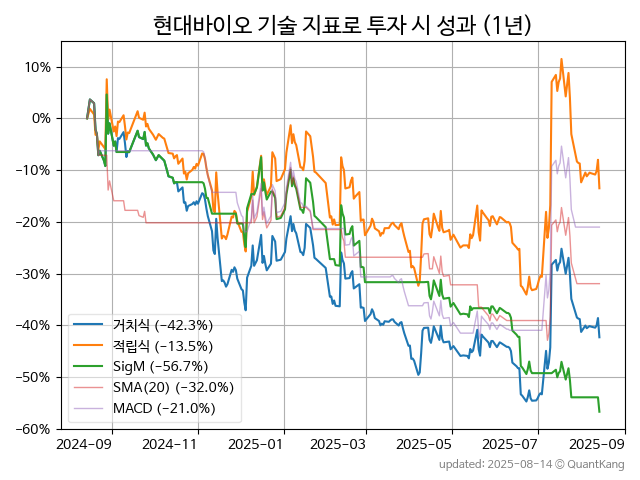 현대바이오 기술 지표로 투자 시 성과 (1년)
10%
0%
−10%
−20%
−30%
−40%
−50%
−60%
거치식 (−42.3%)
적립식 (−13.5%)
SigM (−56.7%)
SMA(20) (−32.0%)
MACD (−21.0%)
2024-09 2024-11 2025-01 2025-03 2025-05 2025-07 2025-09
updated: 2025-08-14 © QuantKang